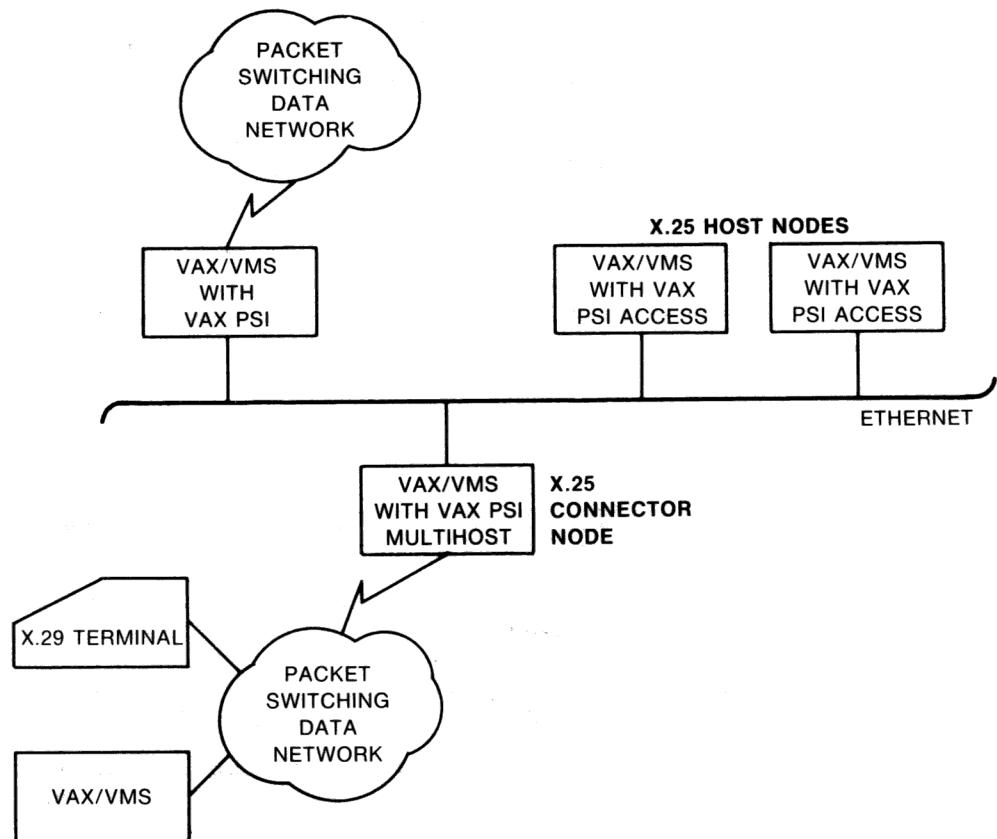 PACKET
SWITCHING
DATA
NETWORK
X.25 HOST NODES
VAX/VMS
WITH
VAX PSI
VAX/VMS
WITH VAX
PSI ACCESS
VAX/VMS
WITH VAX
PSI ACCESS
ETHERNET
VAX/VMS
WITH VAX PSI
MULTIHOST
X.25
CONNECTOR
NODE
X.29 TERMINAL
PACKET
SWITCHING
DATA
NETWORK
VAX/VMS